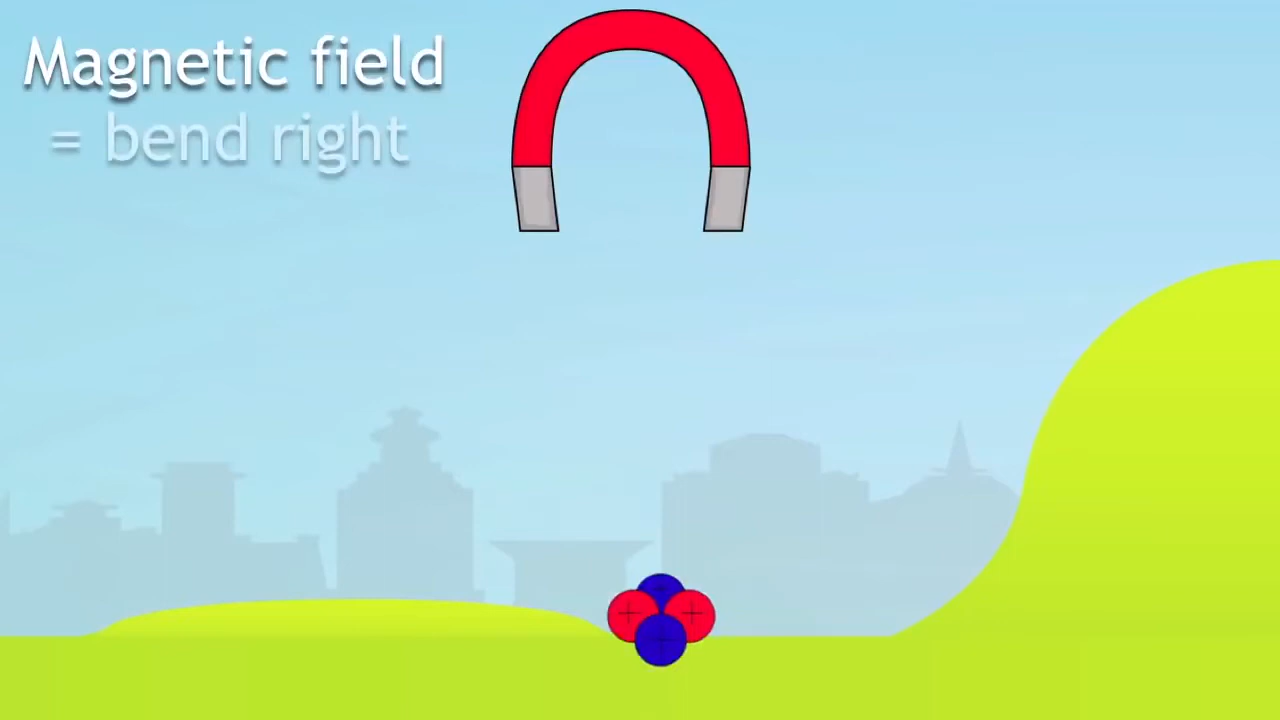 Magnetic field
= bend right
+ +